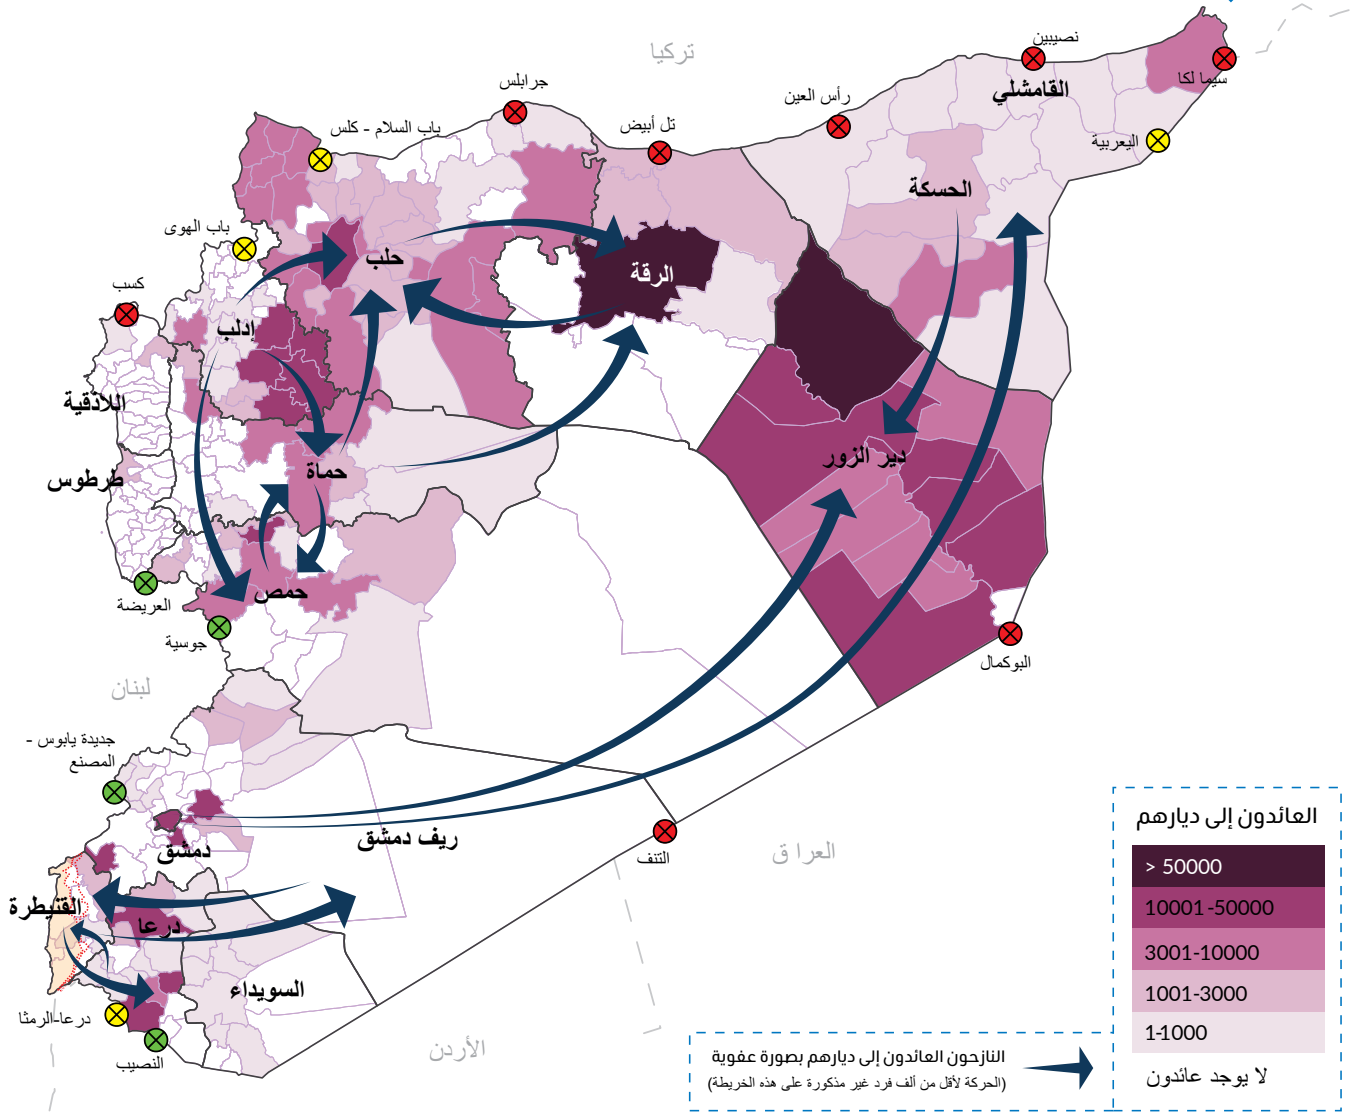 تركيا
نصيبين
سيما لكا
القامشلي
جرابلس
رأس العين
باب السلام - كلس
تل أبيض
اليعربية
الحسكة
باب الهوى
حلب
الرقة
كسب
ادلب
اللاذقية
حماة
دير الزور
طرطوس
حمص
العريضة
جوسية
البوكمال
لبنان
جديدة يابوس -
المصنع
دمشق
ريف دمشق
التنف
العراق
القنيطرة
درعا
السويداء
درعا-الرمثا
النصيب
الأردن
العائدون إلى ديارهم
> 50000
10001-50000
3001-10000
1001-3000
1-1000
لا يوجد عائدون
النازحون العائدون إلى ديارهم بصورة عفوية
(الحركة لأقل من ألف فرد غير مذكورة على هذه الخريطة)